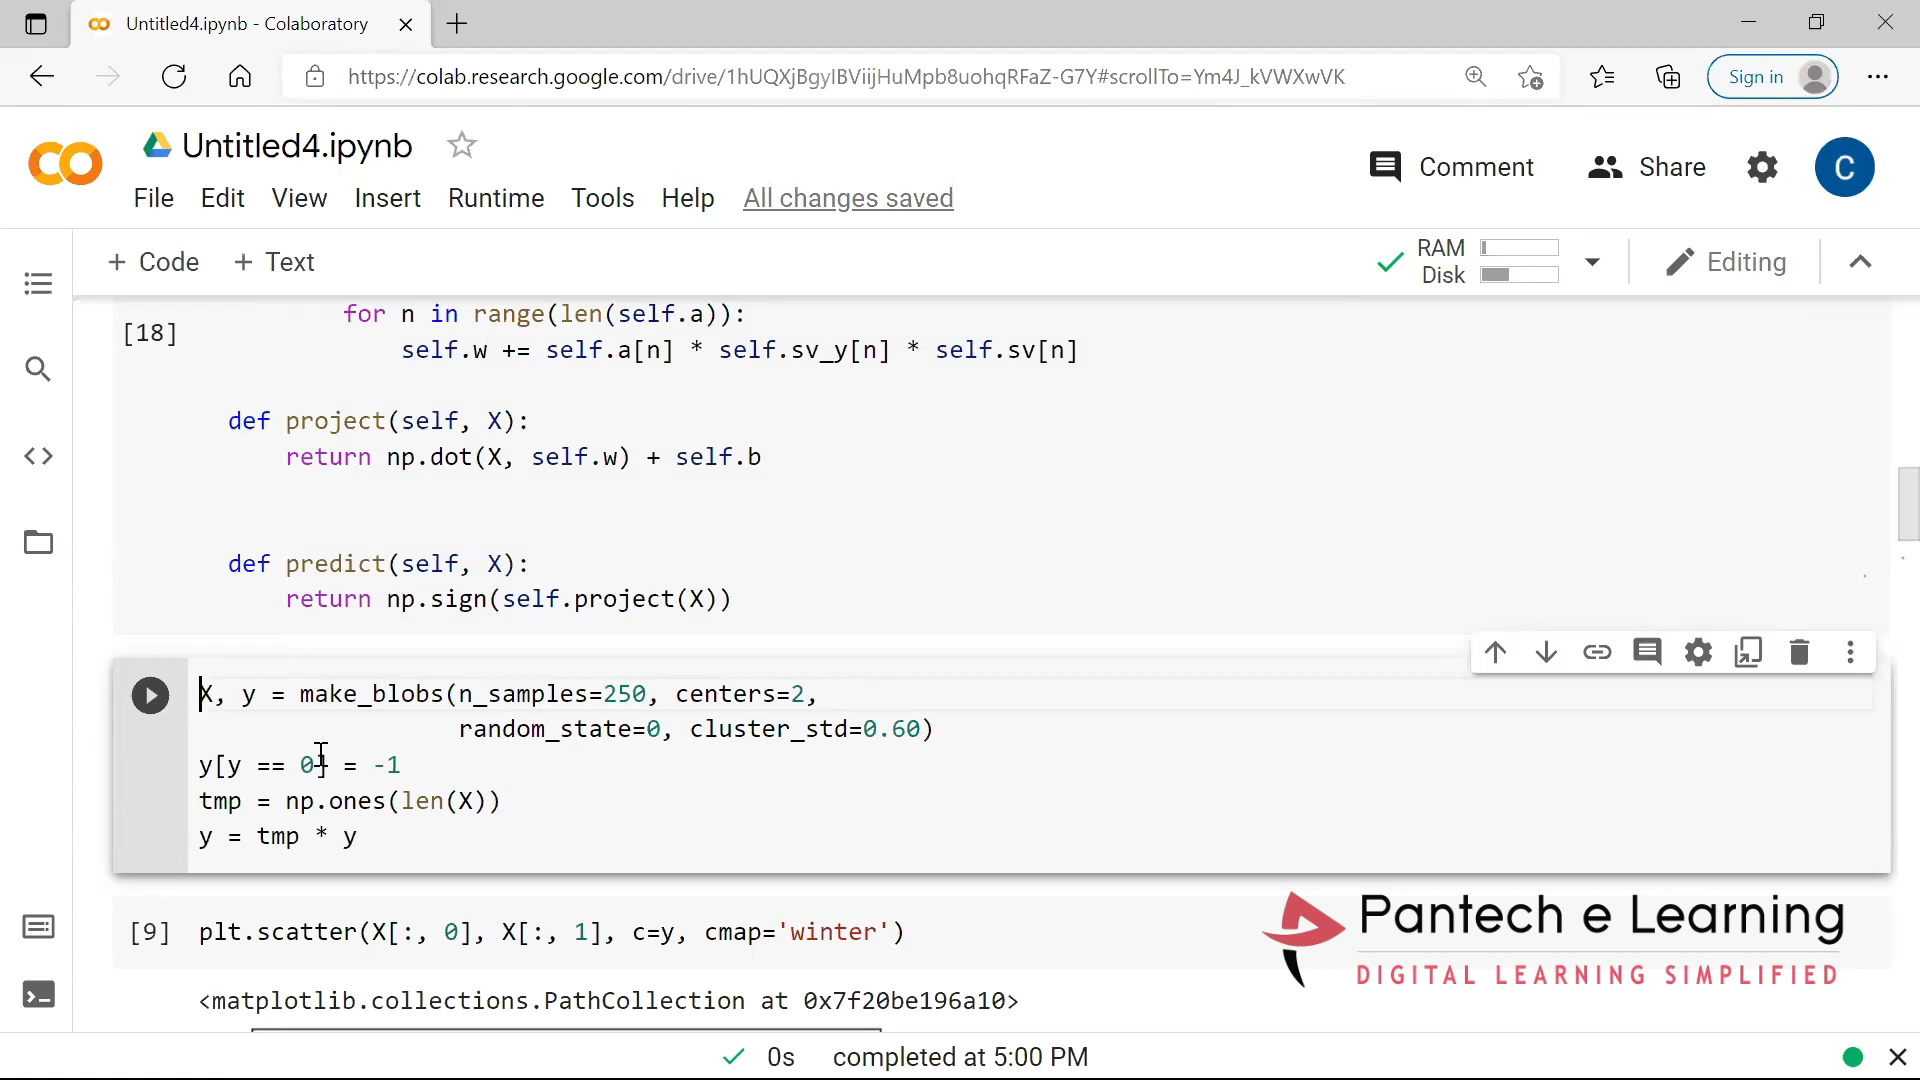 Untitled4.ipynb - Colaboratory
https://colab.research.google.com/drive/1hUQXjBgyIBViijHuMpb8uohqRFaZ-G7Y#scrollTo=Ym4J_kVWXwVK
Sign in
CO
Untitled4.ipynb
Comment
Share
C
File Edit View Insert Runtime Tools Help All changes saved
+ Code + Text
RAM
Disk
Editing
[18]
for n in range(len(self.a)):
self.w += self.a[n] * self.sv_y[n] * self.sv[n]
def project(self, X):
return np.dot(X, self.w) + self.b
def predict(self, X):
return np.sign(self.project(X))
X, y = make_blobs(n_samples=250, centers=2,
random_state=0, cluster_std=0.60)
y[y == 0] = -1
tmp = np.ones(len(X))
y = tmp * y
[9] plt.scatter(X[:, 0], X[:, 1], c=y, cmap='winter')
<matplotlib.collections.PathCollection at 0x7f20be196a10>
Pantech e Learning
DIGITAL LEARNING SIMPLIFIED
0s completed at 5:00 PM